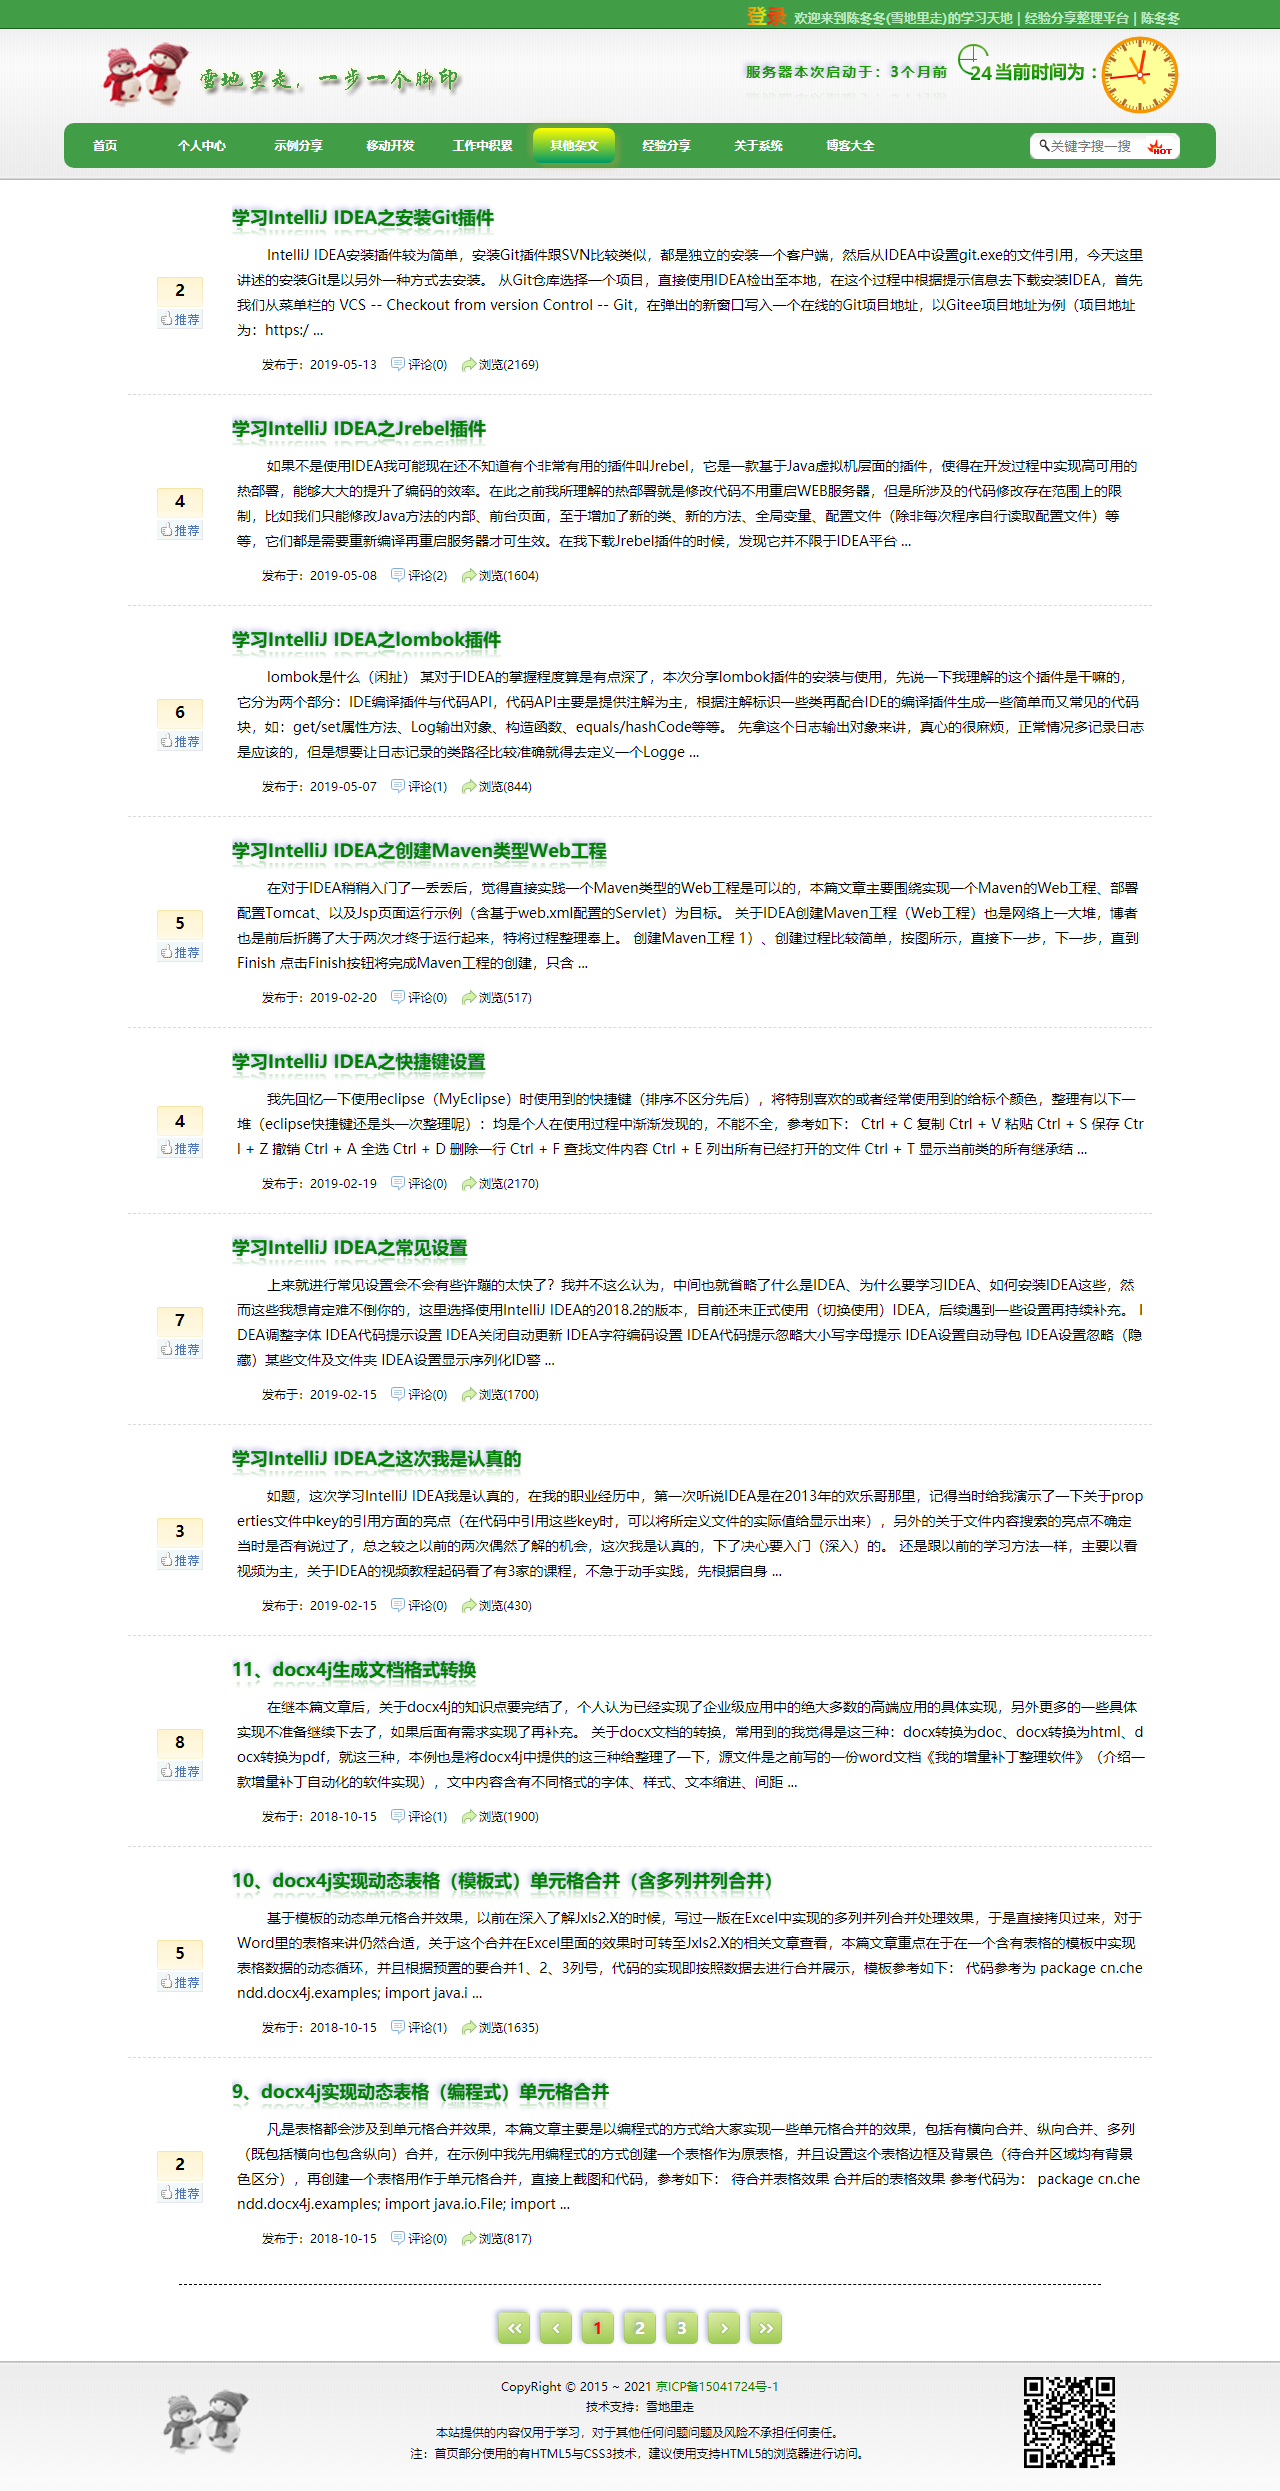 登录 欢迎来到陈冬冬(雪地里走)的学习天地 | 经验分享整理平台 | 陈冬冬
雪地里走，一步一个脚印
服务器本次启动于：3个月前 24 当前时间为：
首页 个人中心 示例分享 移动开发 工作中积累 其他杂文 经验分享 关于系统 博客大全 关键字搜一搜 HOT
学习IntelliJ IDEA之安装Git插件
IntelliJ IDEA安装插件较为简单，安装Git插件跟SVN比较类似，都是独立的安装一个客户端，然后从IDEA中设置git.exe的文件引用，今天这里
讲述的安装Git是以另外一种方式去安装。 从Git仓库选择一个项目，直接使用IDEA检出至本地，在这个过程中根据提示信息去下载安装IDEA，首先
我们从菜单栏的 VCS -- Checkout from version Control -- Git，在弹出的新窗口写入一个在线的Git项目地址，以Gitee项目地址为例（项目地址
为：https:/ ...
2
推荐
发布于：2019-05-13 评论(0) 浏览(2169)
学习IntelliJ IDEA之Jrebel插件
如果不是使用IDEA我可能现在还不知道有个非常有用的插件叫Jrebel，它是一款基于Java虚拟机层面的插件，使得在开发过程中实现高可用的
热部署，能够大大的提升了编码的效率。在此之前我所理解的热部署就是修改代码不用重启WEB服务器，但是所涉及的代码修改存在范围上的限
制，比如我们只能修改Java方法的内部、前台页面，至于增加了新的类、新的方法、全局变量、配置文件（除非每次程序自行读取配置文件）等
等，它们都是需要重新编译再重启服务器才可生效。在我下载Jrebel插件的时候，发现它并不限于IDEA平台 ...
4
推荐
发布于：2019-05-08 评论(2) 浏览(1604)
学习IntelliJ IDEA之lombok插件
lombok是什么（闲扯） 某对于IDEA的掌握程度算是有点深了，本次分享lombok插件的安装与使用，先说一下我理解的这个插件是干嘛的，
它分为两个部分：IDE编译插件与代码API，代码API主要是提供注解为主，根据注解标识一些类再配合IDE的编译插件生成一些简单而又常见的代码
块，如：get/set属性方法、Log输出对象、构造函数、equals/hashCode等等。 先拿这个日志输出对象来讲，真心的很麻烦，正常情况多记录日志
是应该的，但是想要让日志记录的类路径比较准确就得去定义一个Logge ...
6
推荐
发布于：2019-05-07 评论(1) 浏览(844)
学习IntelliJ IDEA之创建Maven类型Web工程
在对于IDEA稍稍入门了一丢丢后，觉得直接实践一个Maven类型的Web工程是可以的，本篇文章主要围绕实现一个Maven的Web工程、部署
配置Tomcat、以及Jsp页面运行示例（含基于web.xml配置的Servlet）为目标。 关于IDEA创建Maven工程（Web工程）也是网络上一大堆，博者
也是前后折腾了大于两次才终于运行起来，特将过程整理奉上。 创建Maven工程 1）、创建过程比较简单，按图所示，直接下一步，下一步，直到
Finish 点击Finish按钮将完成Maven工程的创建，只含 ...
5
推荐
发布于：2019-02-20 评论(0) 浏览(517)
学习IntelliJ IDEA之快捷键设置
我先回忆一下使用eclipse（MyEclipse）时使用到的快捷键（排序不区分先后），将特别喜欢的或者经常使用到的给标个颜色，整理有以下一
堆（eclipse快捷键还是头一次整理呢）：均是个人在使用过程中渐渐发现的，不能不全，参考如下： Ctrl + C 复制 Ctrl + V 粘贴 Ctrl + S 保存 Ctr
l + Z 撤销 Ctrl + A 全选 Ctrl + D 删除一行 Ctrl + F 查找文件内容 Ctrl + E 列出所有已经打开的文件 Ctrl + T 显示当前类的所有继承结 ...
4
推荐
发布于：2019-02-19 评论(0) 浏览(2170)
学习IntelliJ IDEA之常见设置
上来就进行常见设置会不会有些许蹦的太快了？我并不这么认为，中间也就省略了什么是IDEA、为什么要学习IDEA、如何安装IDEA这些，然
而这些我想肯定难不倒你的，这里选择使用IntelliJ IDEA的2018.2的版本，目前还未正式使用（切换使用）IDEA，后续遇到一些设置再持续补充。 I
DEA调整字体 IDEA代码提示设置 IDEA关闭自动更新 IDEA字符编码设置 IDEA代码提示忽略大小写字母提示 IDEA设置自动导包 IDEA设置忽略（隐
藏）某些文件及文件夹 IDEA设置显示序列化ID警 ...
7
推荐
发布于：2019-02-15 评论(0) 浏览(1700)
学习IntelliJ IDEA之这次我是认真的
如题，这次学习IntelliJ IDEA我是认真的，在我的职业经历中，第一次听说IDEA是在2013年的欢乐哥那里，记得当时给我演示了一下关于prop
erties文件中key的引用方面的亮点（在代码中引用这些key时，可以将所定义文件的实际值给显示出来），另外的关于文件内容搜索的亮点不确定
当时是否有说过了，总之较之以前的两次偶然了解的机会，这次我是认真的，下了决心要入门（深入）的。 还是跟以前的学习方法一样，主要以看
视频为主，关于IDEA的视频教程起码看了有3家的课程，不急于动手实践，先根据自身 ...
3
推荐
发布于：2019-02-15 评论(0) 浏览(430)
11、docx4j生成文档格式转换
在继本篇文章后，关于docx4j的知识点要完结了，个人认为已经实现了企业级应用中的绝大多数的高端应用的具体实现，另外更多的一些具体
实现不准备继续下去了，如果后面有需求实现了再补充。 关于docx文档的转换，常用到的我觉得是这三种：docx转换为doc、docx转换为html、d
ocx转换为pdf，就这三种，本例也是将docx4j中提供的这三种给整理了一下，源文件是之前写的一份word文档《我的增量补丁整理软件》（介绍一
款增量补丁自动化的软件实现），文中内容含有不同格式的字体、样式、文本缩进、间距 ...
8
推荐
发布于：2018-10-15 评论(1) 浏览(1900)
10、docx4j实现动态表格（模板式）单元格合并（含多列并列合并）
基于模板的动态单元格合并效果，以前在深入了解Jxls2.X的时候，写过一版在Excel中实现的多列并列合并处理效果，于是直接拷贝过来，对于
Word里的表格来讲仍然合适，关于这个合并在Excel里面的效果时可转至Jxls2.X的相关文章查看，本篇文章重点在于在一个含有表格的模板中实现
表格数据的动态循环，并且根据预置的要合并1、2、3列号，代码的实现即按照数据去进行合并展示，模板参考如下： 代码参考为 package cn.che
ndd.docx4j.examples; import java.i ...
5
推荐
发布于：2018-10-15 评论(1) 浏览(1635)
9、docx4j实现动态表格（编程式）单元格合并
凡是表格都会涉及到单元格合并效果，本篇文章主要是以编程式的方式给大家实现一些单元格合并的效果，包括有横向合并、纵向合并、多列
（既包括横向也包含纵向）合并，在示例中我先用编程式的方式创建一个表格作为原表格，并且设置这个表格边框及背景色（待合并区域均有背景
色区分），再创建一个表格用作于单元格合并，直接上截图和代码，参考如下： 待合并表格效果 合并后的表格效果 参考代码为： package cn.che
ndd.docx4j.examples; import java.io.File; import ...
2
推荐
发布于：2018-10-15 评论(0) 浏览(817)
‹‹ ‹ 1 2 3 › ››
CopyRight © 2015 ~ 2021 京ICP备15041724号-1
技术支持：雪地里走
本站提供的内容仅用于学习，对于其他任何问题问题及风险不承担任何责任。
注：首页部分使用的有HTML5与CSS3技术，建议使用支持HTML5的浏览器进行访问。